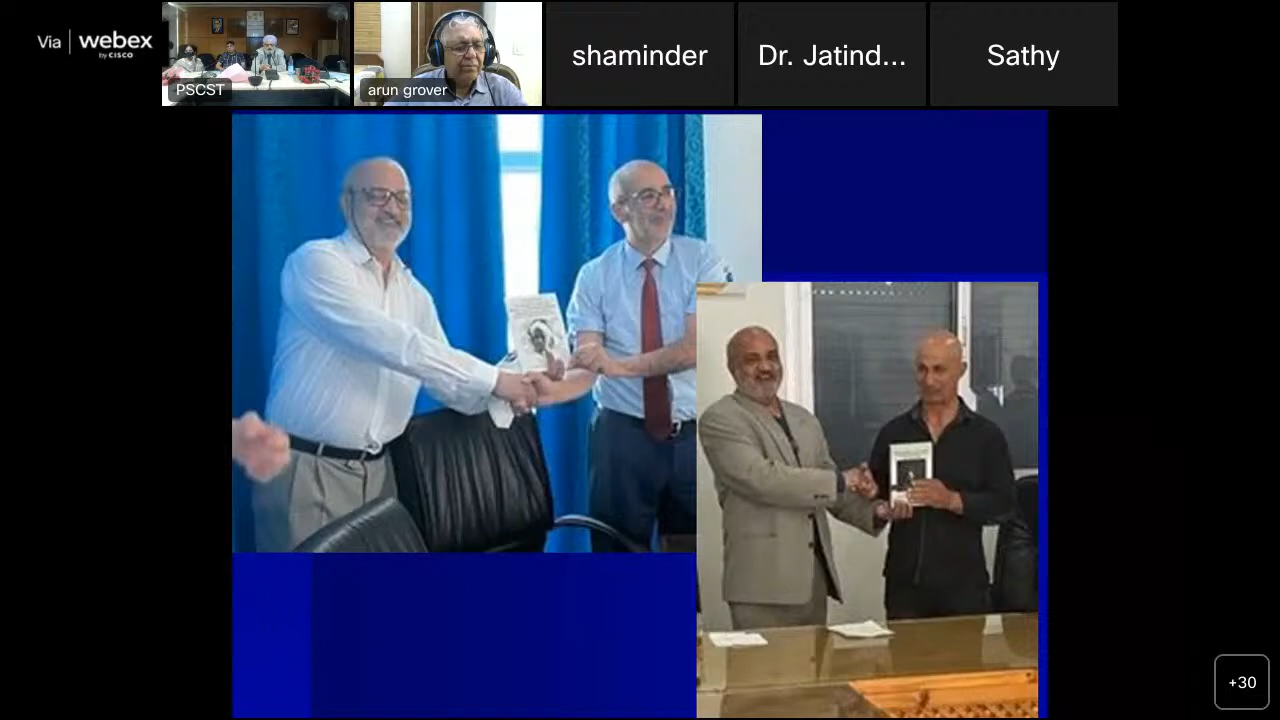 Via | webex
by CISCO
PSCST
arun grover
shaminder
Dr. Jatind...
Sathy
+30